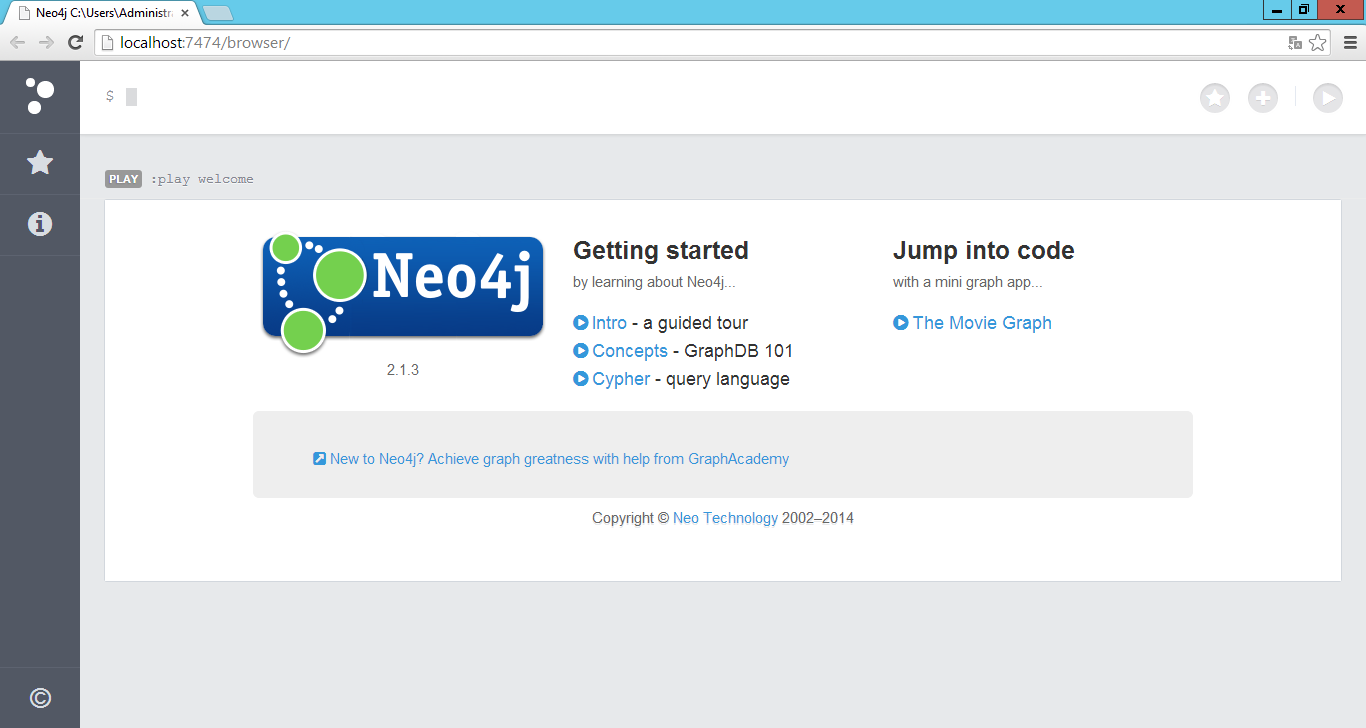 Neo4j C:\Users\Administra
localhost:7474/browser/
$
PLAY :play welcome
Neo4j
2.1.3
Getting started
by learning about Neo4j...
Intro - a guided tour
Concepts - GraphDB 101
Cypher - query language
Jump into code
with a mini graph app...
The Movie Graph
New to Neo4j? Achieve graph greatness with help from GraphAcademy
Copyright © Neo Technology 2002–2014